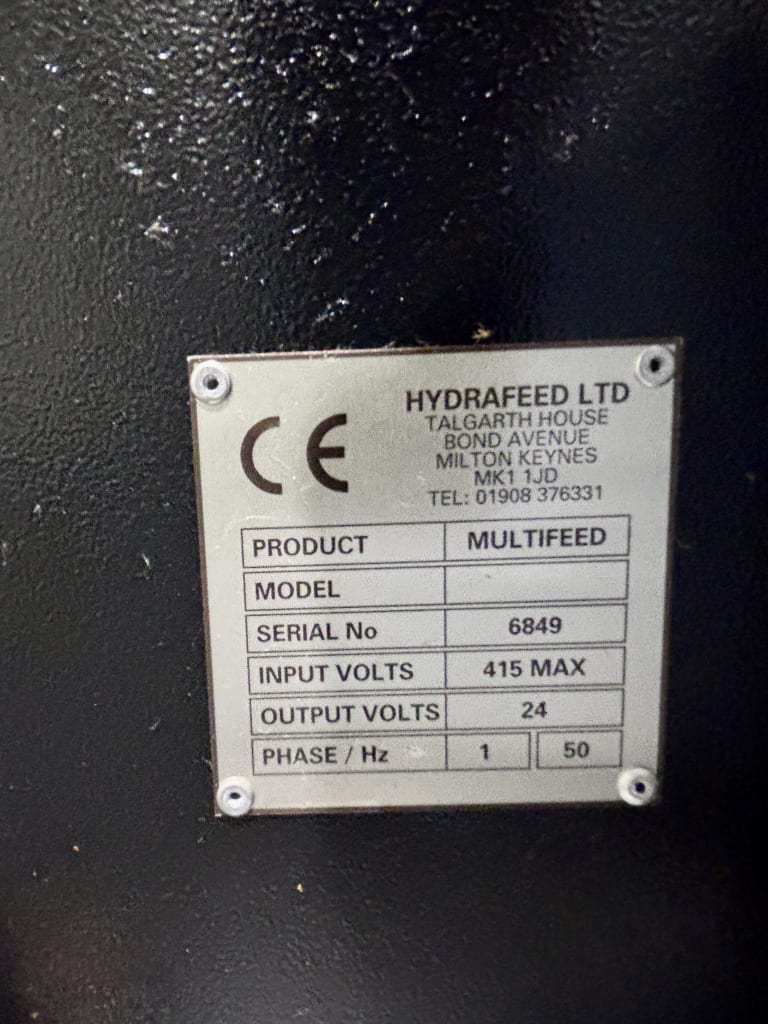 CE
HYDRAFEED LTD
TALGARTH HOUSE
BOND AVENUE
MILTON KEYNES
MK1 1JD
TEL: 01908 376331
PRODUCT MULTIFEED
MODEL
SERIAL No 6849
INPUT VOLTS 415 MAX
OUTPUT VOLTS 24
PHASE / Hz 1 50